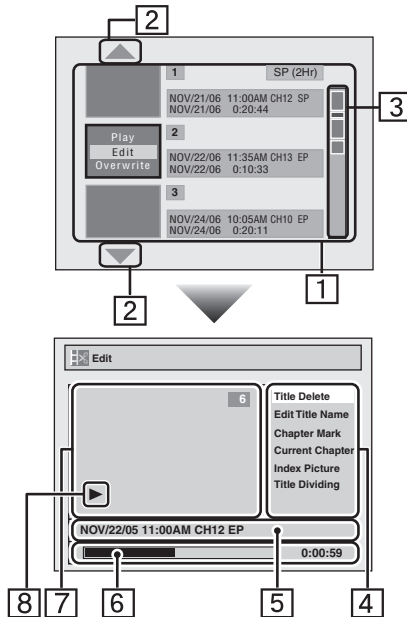 2
1 SP (2Hr)
NOV/21/06 11:00AM CH12 SP
NOV/21/06 0:20:44
3
Play
Edit
Overwrite
2
NOV/22/06 11:35AM CH13 EP
NOV/22/06 0:10:33
3
NOV/24/06 10:05AM CH10 EP
NOV/24/06 0:20:11
2
1
Edit
6
Title Delete
Edit Title Name
Chapter Mark
Current Chapter
Index Picture
Title Dividing
NOV/22/05 11:00AM CH12 EP
0:00:59
8 7 6 5 4